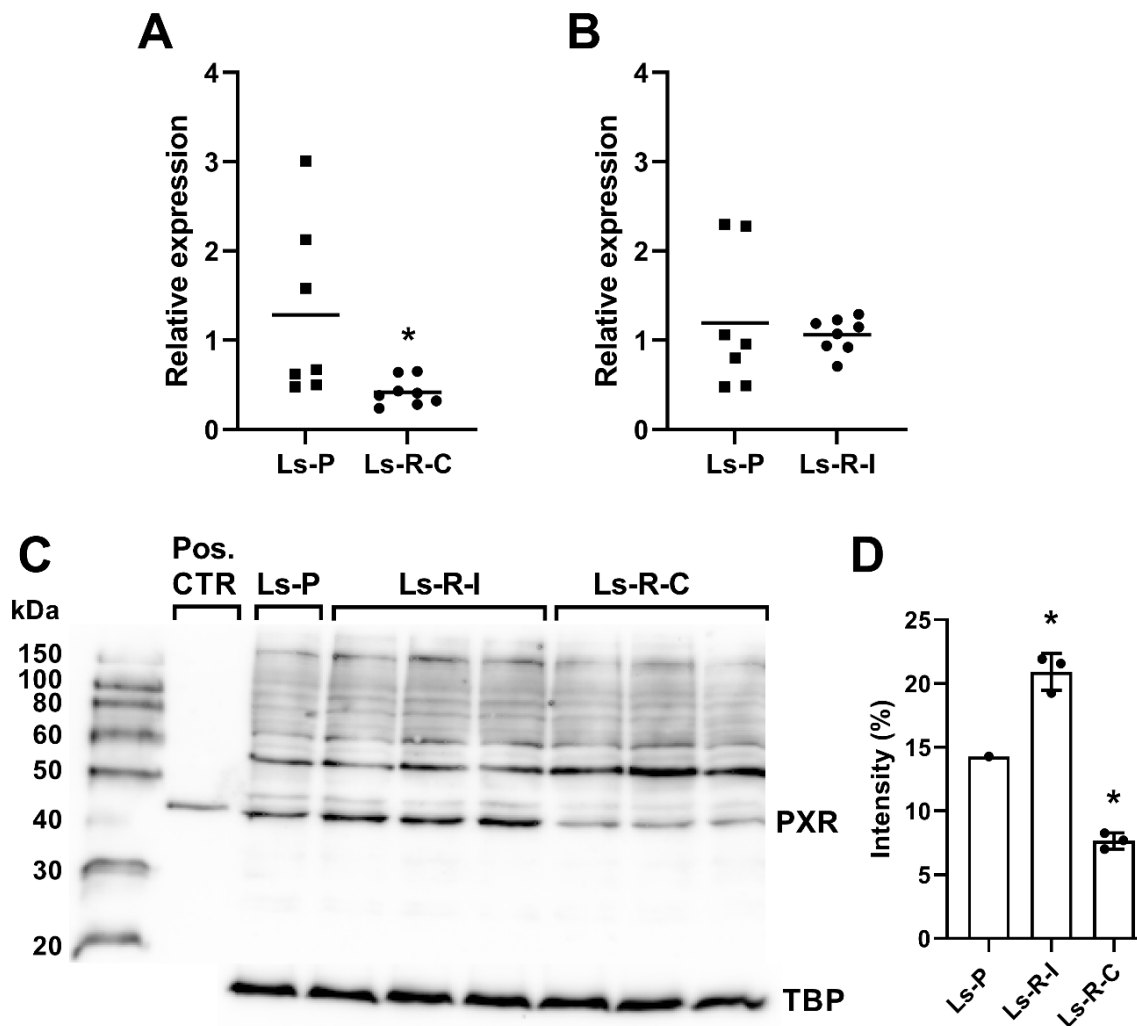 A
Relative expression
4
3
2
1
0
*
Ls-P
Ls-R-C
B
Relative expression
4
3
2
1
0
Ls-P
Ls-R-I
C
Pos.
CTR
Ls-P
Ls-R-I
Ls-R-C
kDa
150
100
80
60
50
40
30
20
PXR
TBP
D
Intensity (%)
25
20
15
10
5
0
*
*
Ls-P
Ls-R-I
Ls-R-C